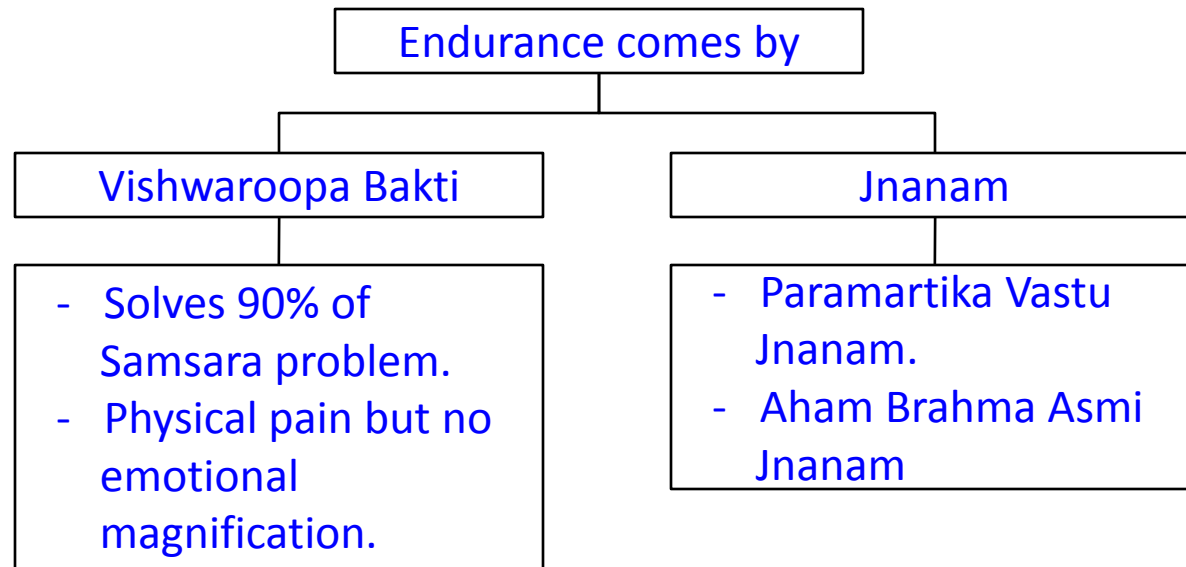 Endurance comes by
Vishwaroopa Bakti
- Solves 90% of
Samsara problem.
- Physical pain but no
emotional
magnification.
Jnanam
- Paramartika Vastu
Jnanam.
- Aham Brahma Asmi
Jnanam